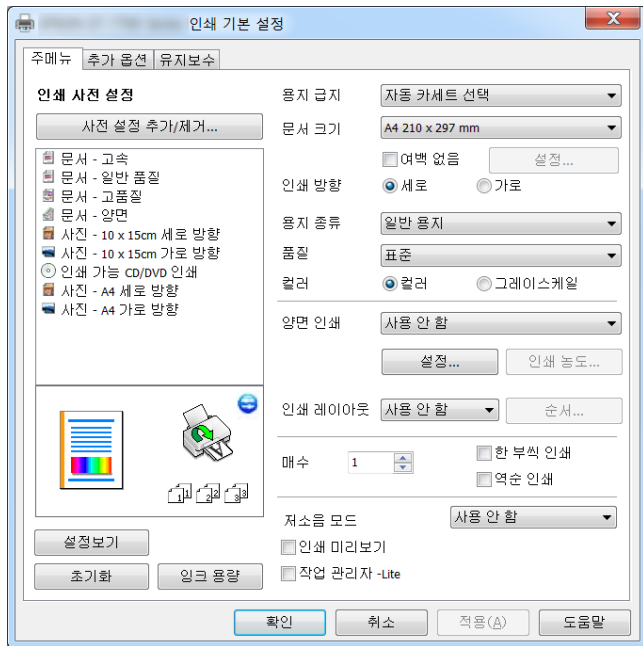 인쇄 기본 설정
주메뉴 추가 옵션 유지보수
인쇄 사전 설정
사전 설정 추가/제거...
문서 - 고속
문서 - 일반 품질
문서 - 고품질
문서 - 양면
사진 - 10 x 15cm 세로 방향
사진 - 10 x 15cm 가로 방향
인쇄 가능 CD/DVD 인쇄
사진 - A4 세로 방향
사진 - A4 가로 방향
1 1 2 2 3 3
설정보기
초기화 잉크 용량
용지 급지 자동 카세트 선택
문서 크기 A4 210 x 297 mm
여백 없음 설정...
인쇄 방향 세로 가로
용지 종류 일반 용지
품질 표준
컬러 컬러 그레이스케일
양면 인쇄 사용 안 함
설정... 인쇄 농도...
인쇄 레이아웃 사용 안 함 순서...
매수 1 한 부씩 인쇄
역순 인쇄
저소음 모드 사용 안 함
인쇄 미리보기
작업 관리자 -Lite
확인 취소 적용(A) 도움말